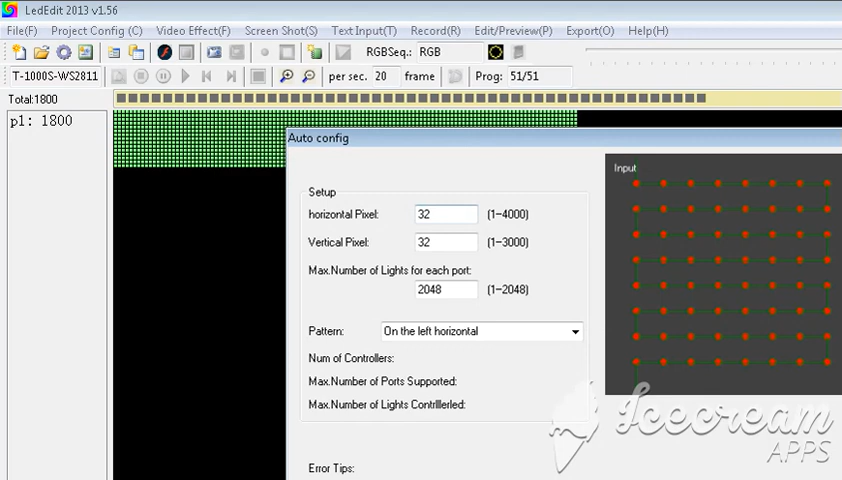 LedEdit 2013 v1.56
File(F) Project Config (C) Video Effect(F) Screen Shot(S) Text Input(T) Record(R) Edit/Preview(P) Export(O) Help(H)
RGBSeq.: RGB
T-1000S-WS2811 per sec. 20 frame Prog: 51/51
Total:1800
p1: 1800
Auto config
Input
Setup
horizontal Pixel: 32 (1-4000)
Vertical Pixel: 32 (1-3000)
Max.Number of Lights for each port:
2048 (1-2048)
Pattern: On the left horizontal
Num of Controllers:
Max.Number of Ports Supported:
Max.Number of Lights Contrlllerled:
Icecream
APPS
Error Tips: